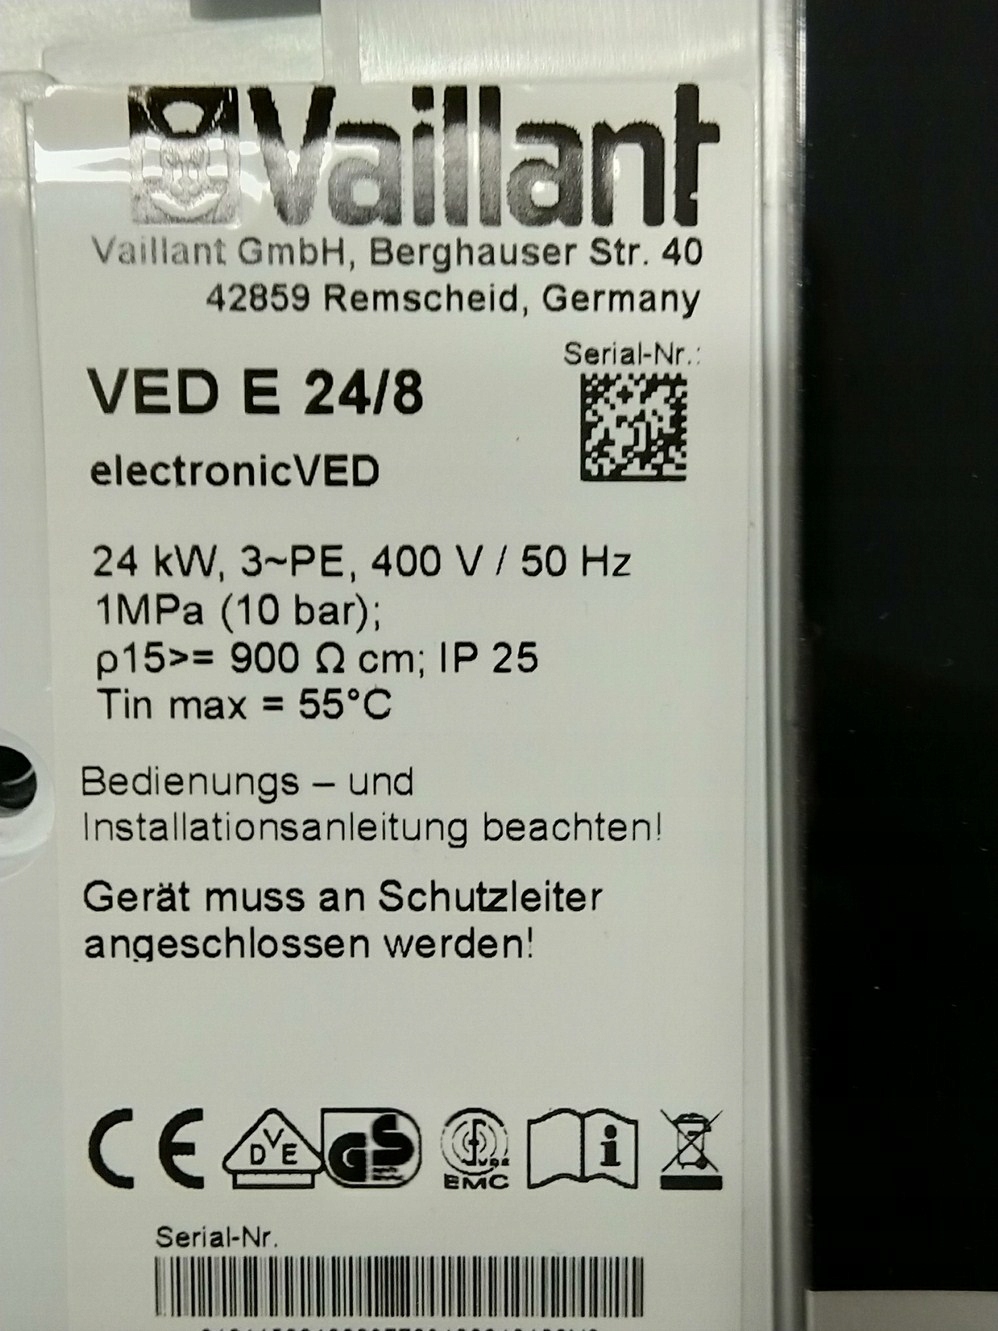 Vaillant
Vaillant GmbH, Berghauser Str. 40
42859 Remscheid, Germany
Serial-Nr.:
VED E 24/8
electronicVED
24 kW, 3~PE, 400 V / 50 Hz
1MPa (10 bar);
ρ15>= 900 Ω cm; IP 25
Tin max = 55°C
Bedienungs – und
Installationsanleitung beachten!
Gerät muss an Schutzleiter
angeschlossen werden!
CE DVE GS EMC i
Serial-Nr.